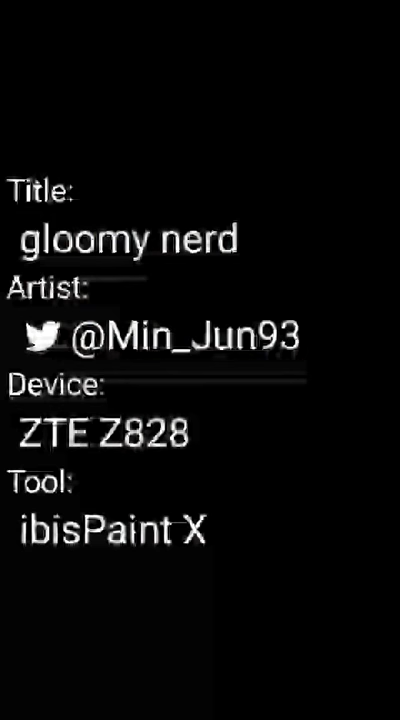 Title:
gloomy nerd
Artist:
@Min_Jun93
Device:
ZTE Z828
Tool:
ibisPaint X